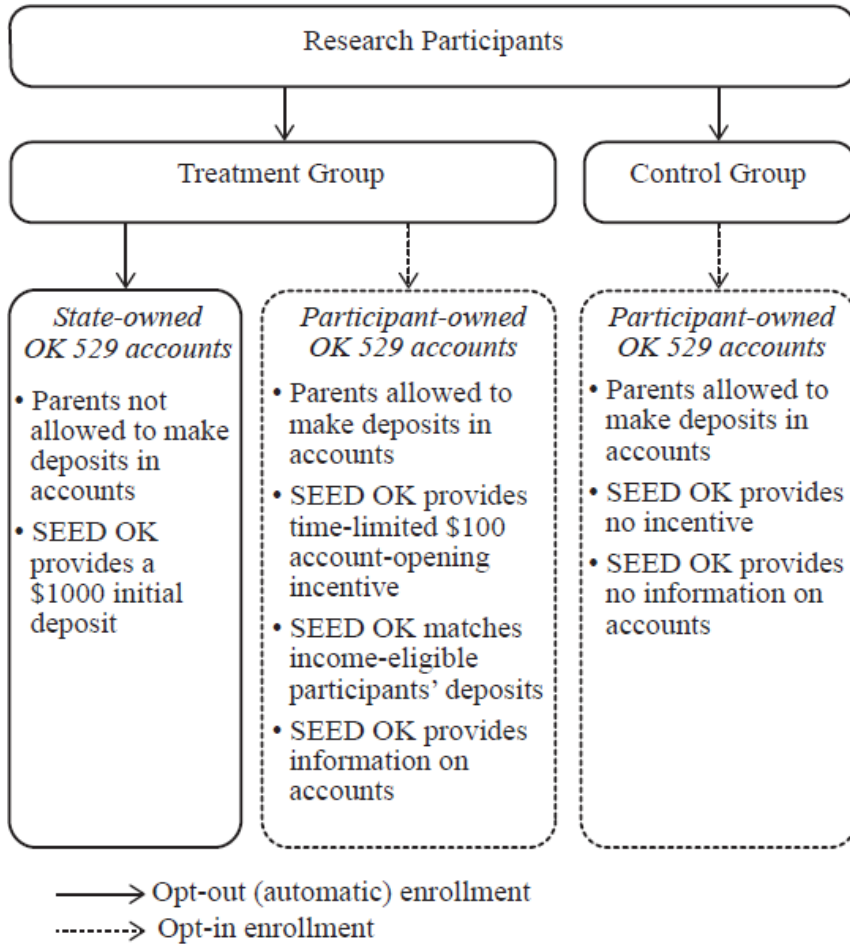 Research Participants
Treatment Group
Control Group
State-owned
OK 529 accounts
• Parents not
allowed to make
deposits in
accounts
• SEED OK
provides a
$1000 initial
deposit
Participant-owned
OK 529 accounts
• Parents allowed to
make deposits in
accounts
• SEED OK provides
time-limited $100
account-opening
incentive
• SEED OK matches
income-eligible
participants’ deposits
• SEED OK provides
information on
accounts
Participant-owned
OK 529 accounts
• Parents allowed to
make deposits in
accounts
• SEED OK provides
no incentive
• SEED OK provides
no information on
accounts
Opt-out (automatic) enrollment
Opt-in enrollment